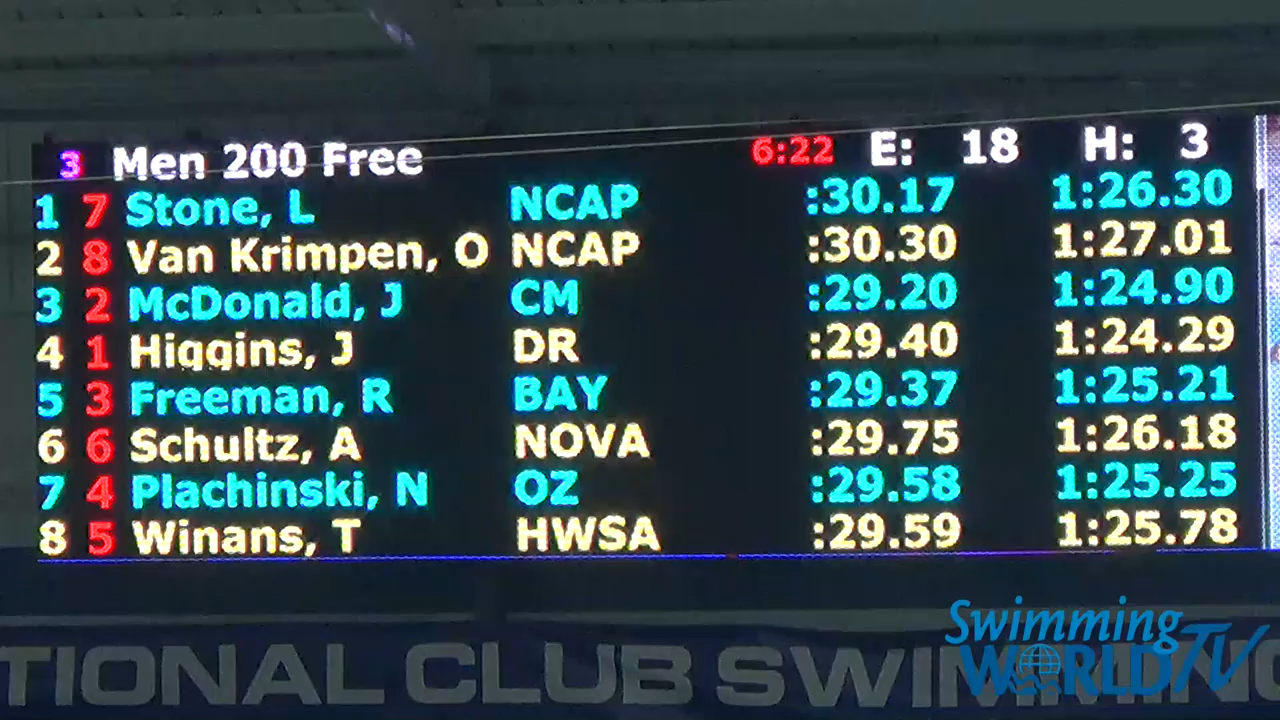 3 Men 200 Free 6:22 E: 18 H: 3
1 7 Stone, L NCAP :30.17 1:26.30
2 8 Van Krimpen, O NCAP :30.30 1:27.01
3 2 McDonald, J CM :29.20 1:24.90
4 1 Higgins, J DR :29.40 1:24.29
5 3 Freeman, R BAY :29.37 1:25.21
6 6 Schultz, A NOVA :29.75 1:26.18
7 4 Plachinski, N OZ :29.58 1:25.25
8 5 Winans, T HWSA :29.59 1:25.78
TIONAL CLUB SWIMMING
Swimming
WORLD TV